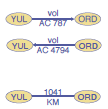 YUL vol ORD
AC 787
YUL vol ORD
AC 4794
YUL 1041 ORD
KM